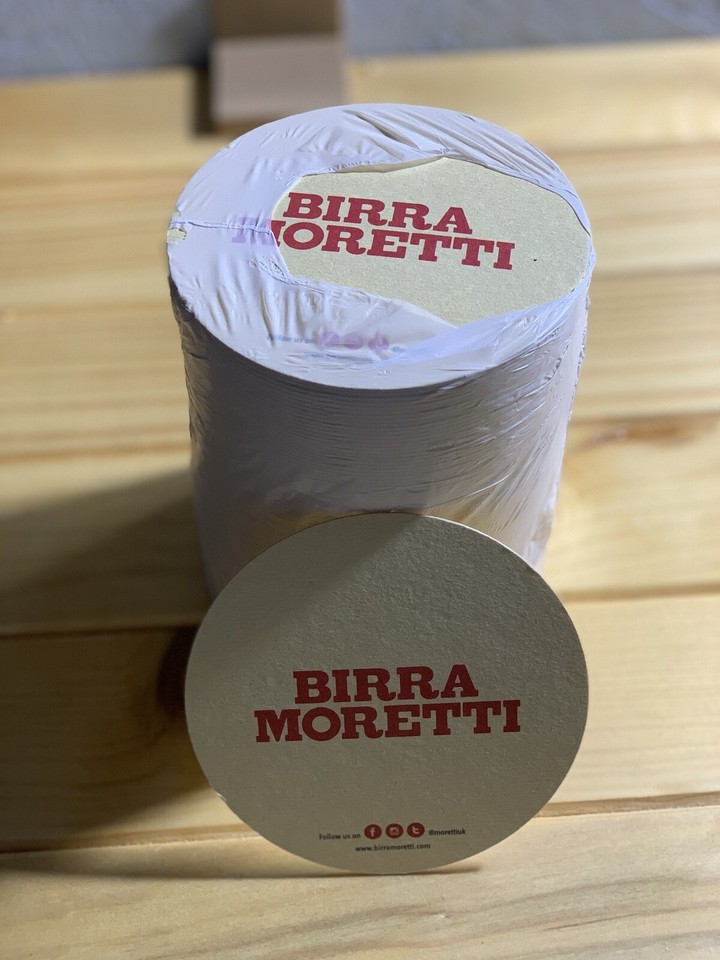 BIRRA
MORETTI
BIRRA
MORETTI
Follow us on @morettiuk
www.birramoretti.com